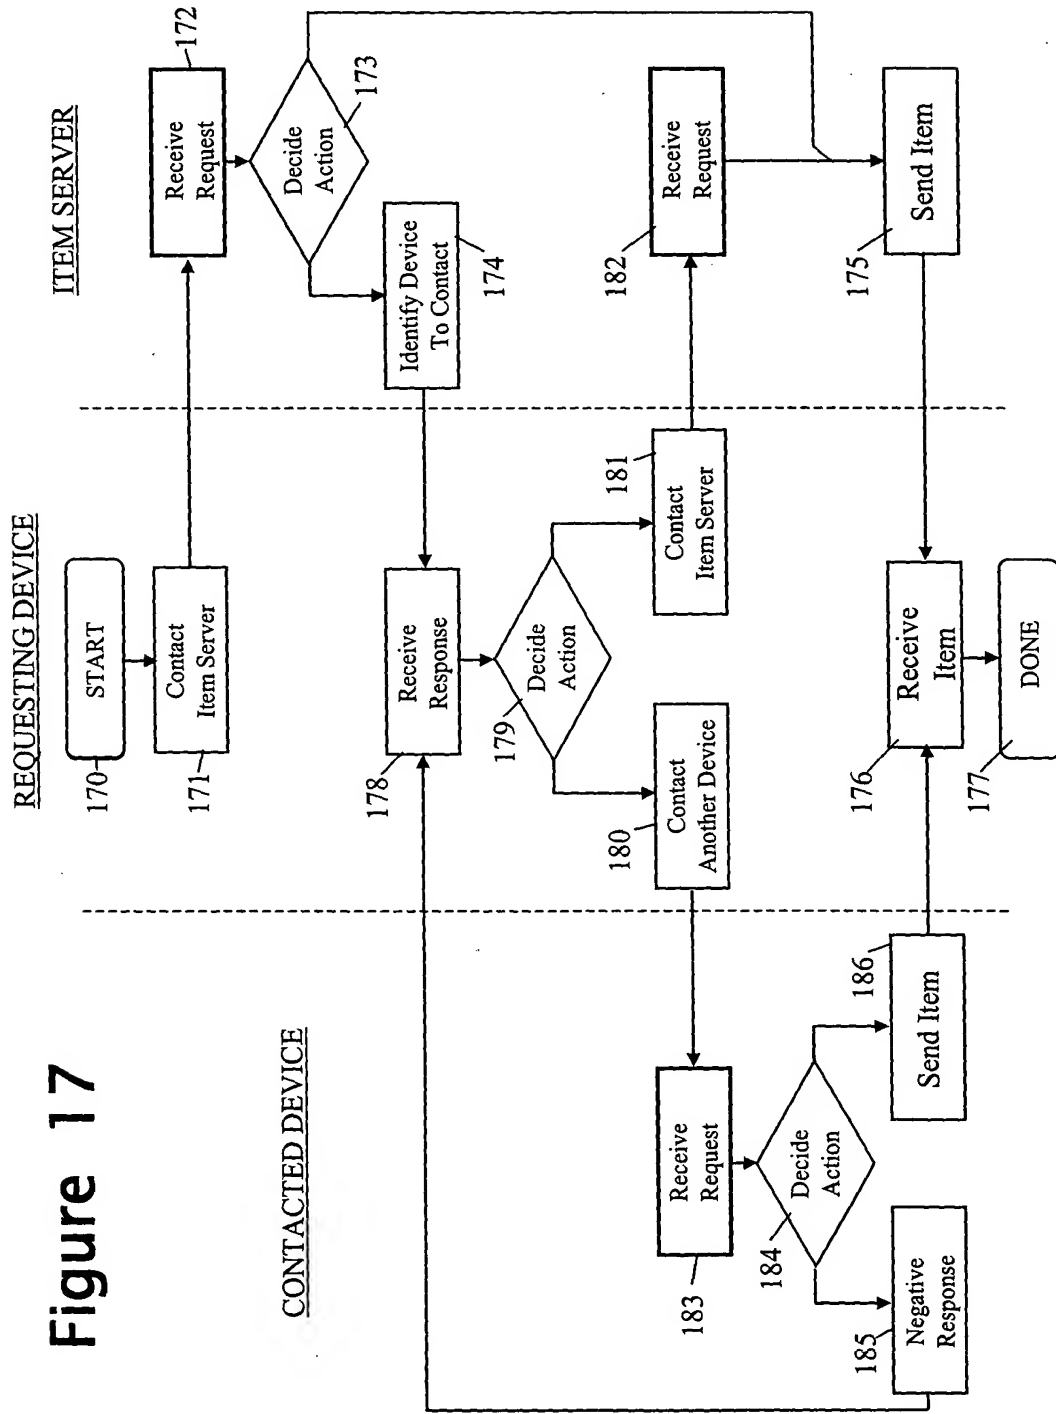 Figure 17
CONTACTED DEVICE
REQUESTING DEVICE
ITEM SERVER
170
START
171
Contact
Item Server
172
Receive
Request
173
Decide
Action
174
Identify Device
To Contact
178
Receive
Response
179
Decide
Action
180
Contact
Another Device
181
Contact
Item Server
182
Receive
Request
183
Receive
Request
184
Decide
Action
185
Negative
Response
186
Send Item
176
Receive
Item
175
Send Item
177
DONE